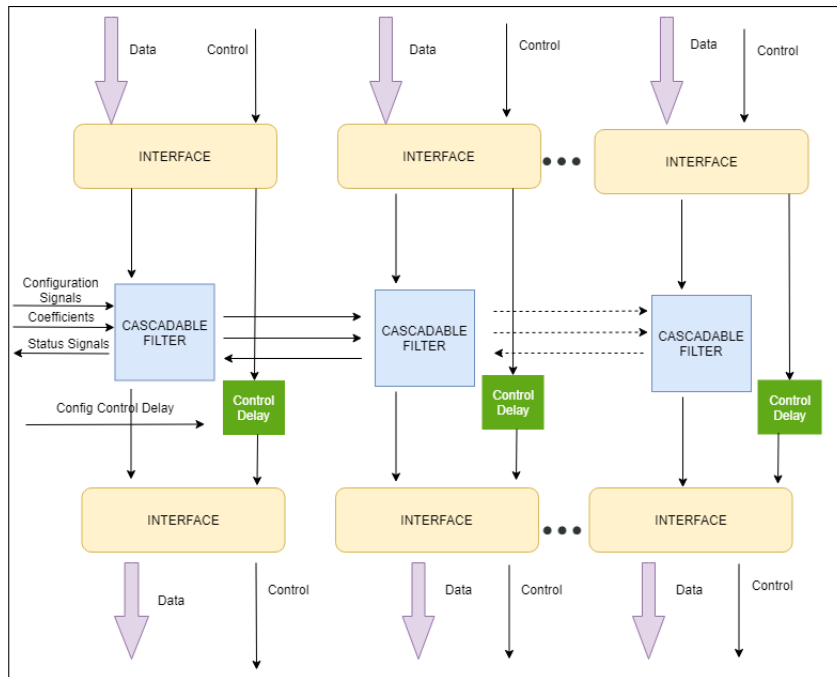 Data
Control
Data
Control
Data
Control
INTERFACE
INTERFACE
INTERFACE
Configuration
Signals
Coefficients
Status Signals
CASCADABLE
FILTER
CASCADABLE
FILTER
CASCADABLE
FILTER
Config Control Delay
Control
Delay
Control
Delay
Control
Delay
INTERFACE
INTERFACE
INTERFACE
Data
Control
Data
Control
Data
Control